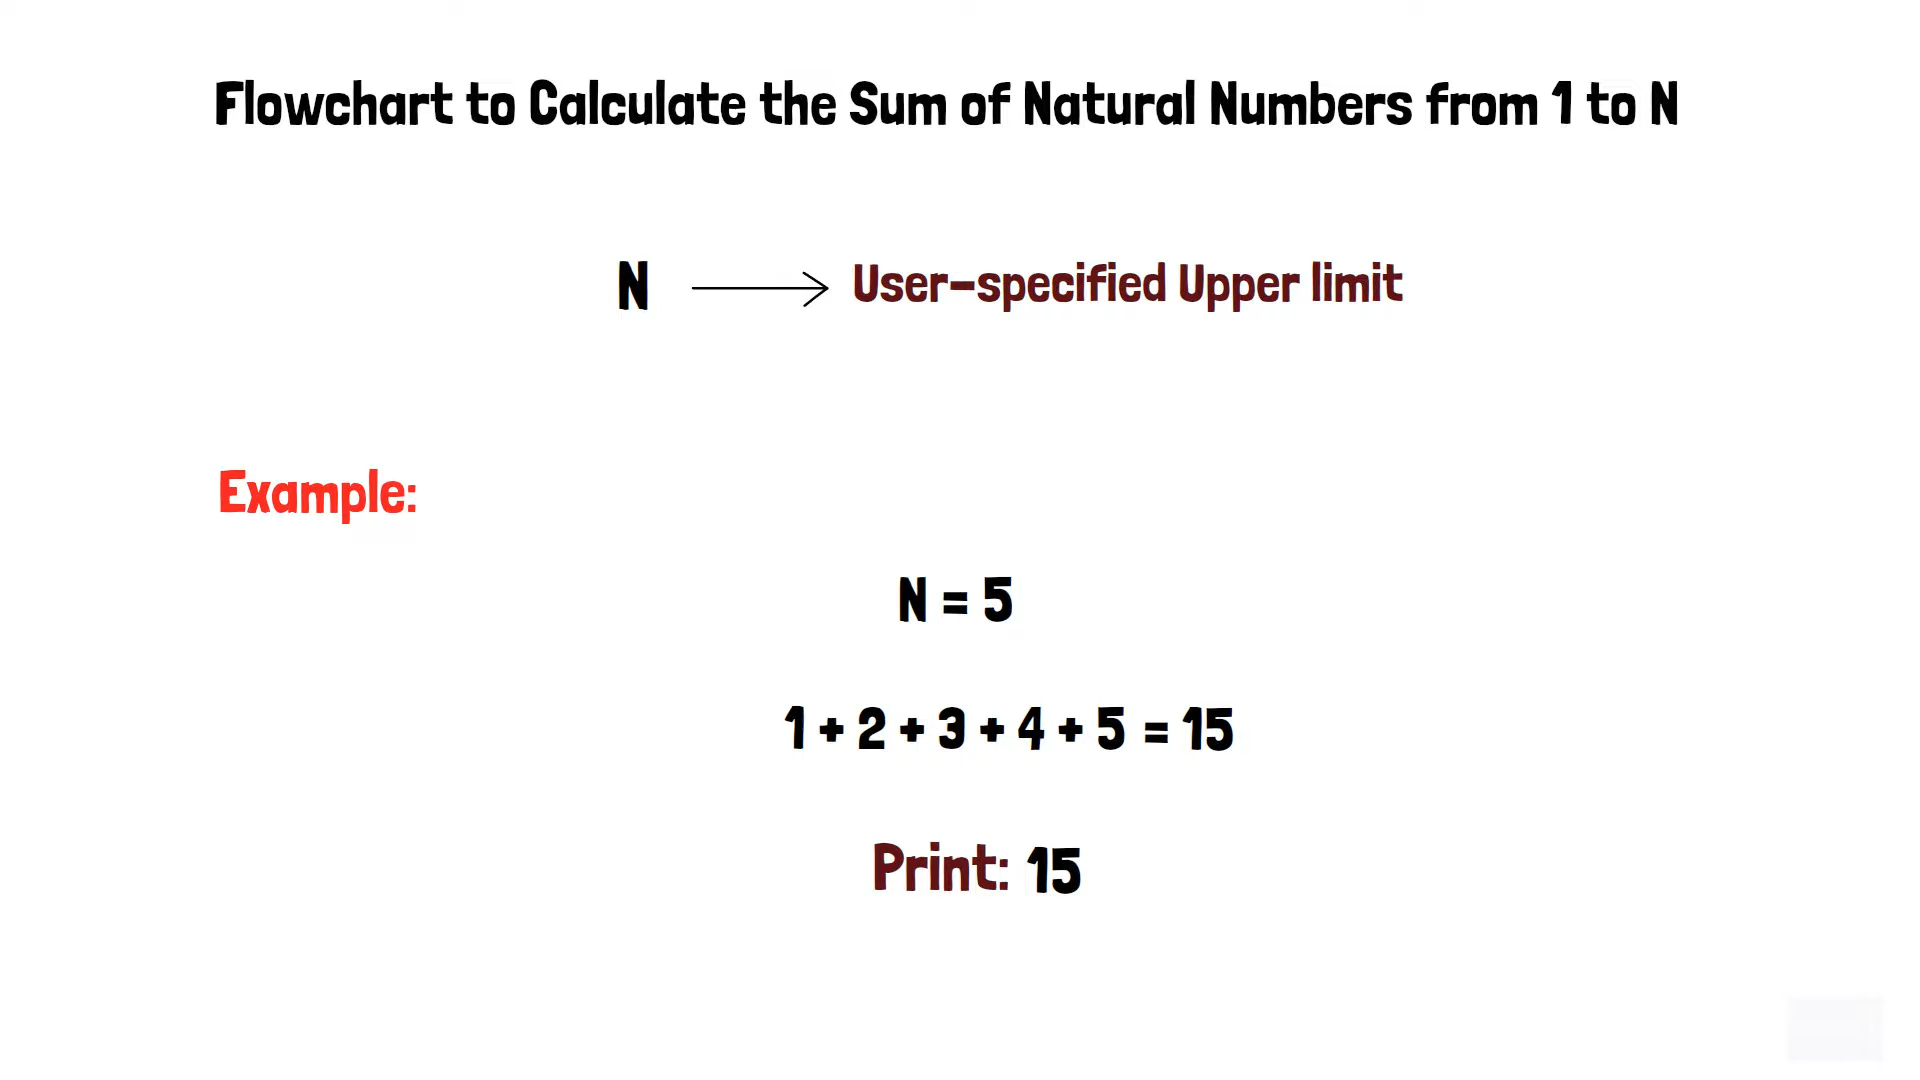 Flowchart to Calculate the Sum of Natural Numbers from 1 to N
N User-specified Upper limit
Example:
N = 5
1 + 2 + 3 + 4 + 5 = 15
Print: 15